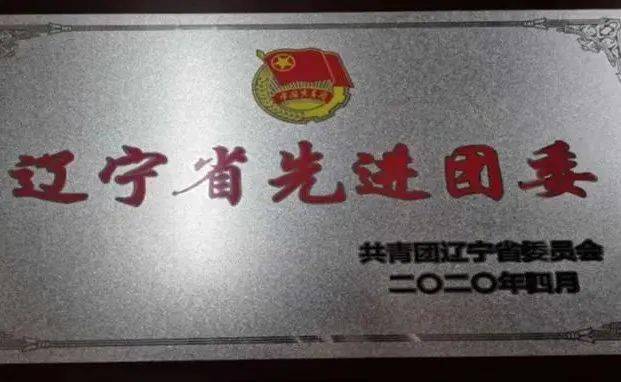 辽宁省先进团委
共青团辽宁省委员会
二〇二〇年四月